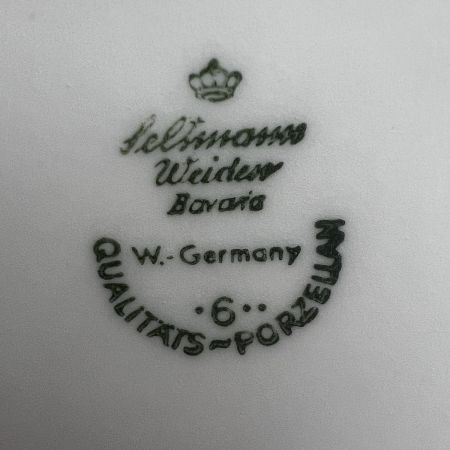 Seltmann
Weiden
Bavaria
W.-Germany
·6··
QUALITÄTS~PORZELLAN